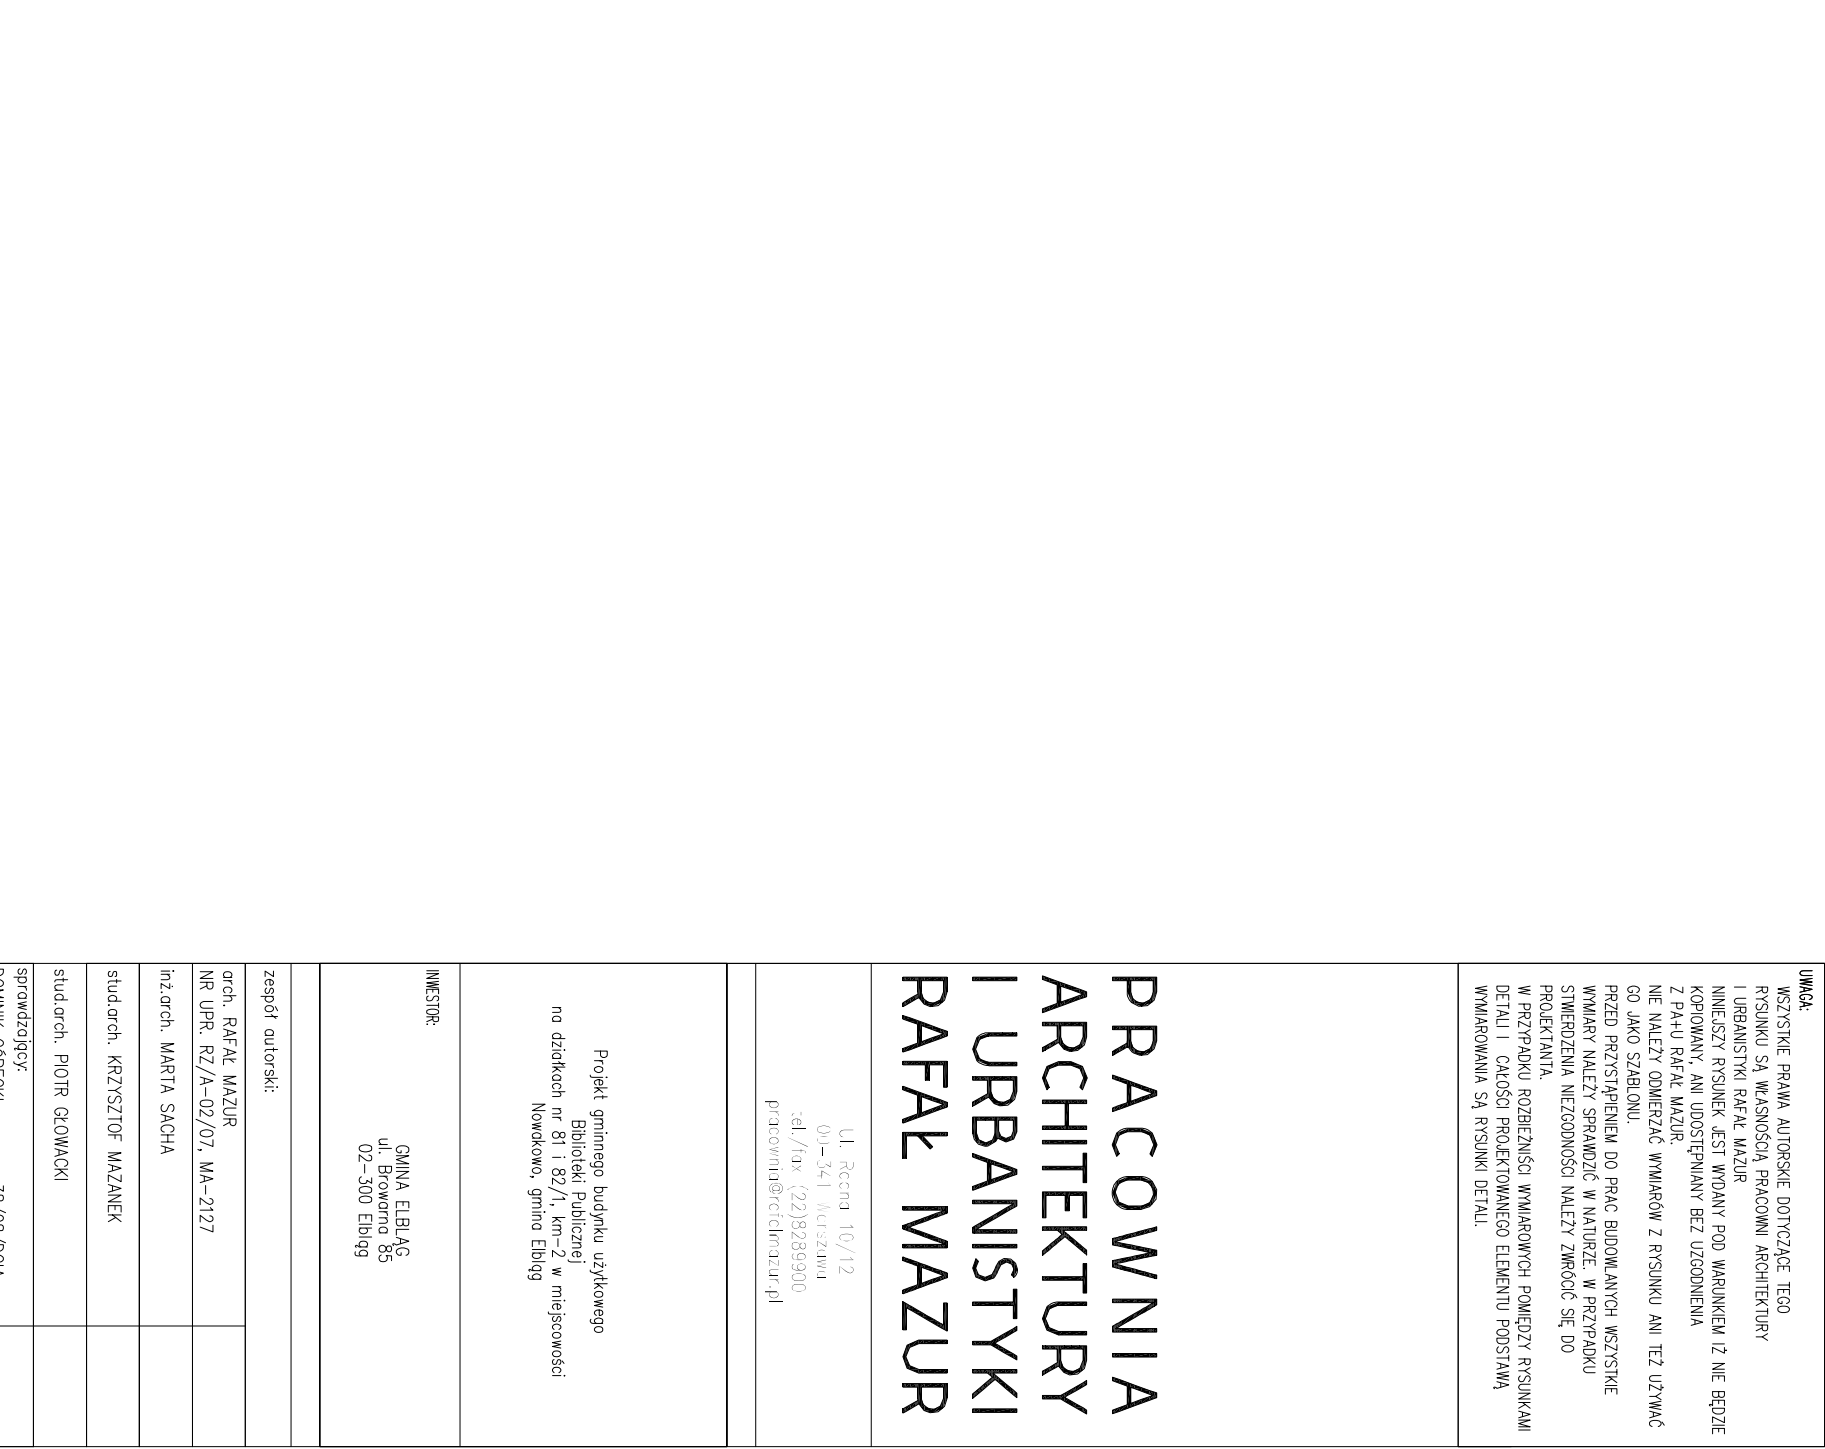 UWAGA:
WSZYSTKIE PRAWA AUTORSKIE DOTYCZĄCE TEGO
RYSUNKU SĄ WŁASNOŚCIĄ PRACOWNI ARCHITEKTURY
I URBANISTYKI RAFAŁ MAZUR
NINIEJSZY RYSUNEK JEST WYDANY POD WARUNKIEM IŻ NIE BĘDZIE
KOPIOWANY, ANI UDOSTĘPNIANY BEZ UZGODNIENIA
Z PA+U RAFAŁ MAZUR.
NIE NALEŻY ODMIERZAĆ WYMIARÓW Z RYSUNKU ANI TEŻ UŻYWAĆ
GO JAKO SZABLONU.
PRZED PRZYSTĄPIENIEM DO PRAC BUDOWLANYCH WSZYSTKIE
WYMIARY NALEŻY SPRAWDZIĆ W NATURZE. W PRZYPADKU
STWIERDZENIA NIEZGODNOŚCI NALEŻY ZWRÓCIĆ SIĘ DO
PROJEKTANTA.
W PRZYPADKU ROZBIEŻNIŚCI WYMIAROWYCH POMIĘDZY RYSUNKAMI
DETALI I CAŁOŚCI PROJEKTOWANEGO ELEMENTU PODSTAWĄ
WYMIAROWANIA SĄ RYSUNKI DETALI.
PRACOWNIA
ARCHITEKTURY
I URBANISTYKI
RAFAŁ MAZUR
Ul. 10/12
00-341
tel./fax (22)8289900
pracownia@rafalmazur.pl
Projekt gminnego budynku użytkowego
Biblioteki Publicznej
na działkach nr 81 i 82/1, km-2 w miejscowości
Nowakowo, gmina Elbląg
INWESTOR:
GMINA ELBLĄG
ul. Browarna 85
02-300 Elbląg
zespół autorski:
arch. RAFAŁ MAZUR
NR UPR. RZ/A-02/07, MA-2127
inż.arch. MARTA SACHA
stud.arch. KRZYSZTOF MAZANEK
stud.arch. PIOTR GŁOWACKI
sprawdzający: